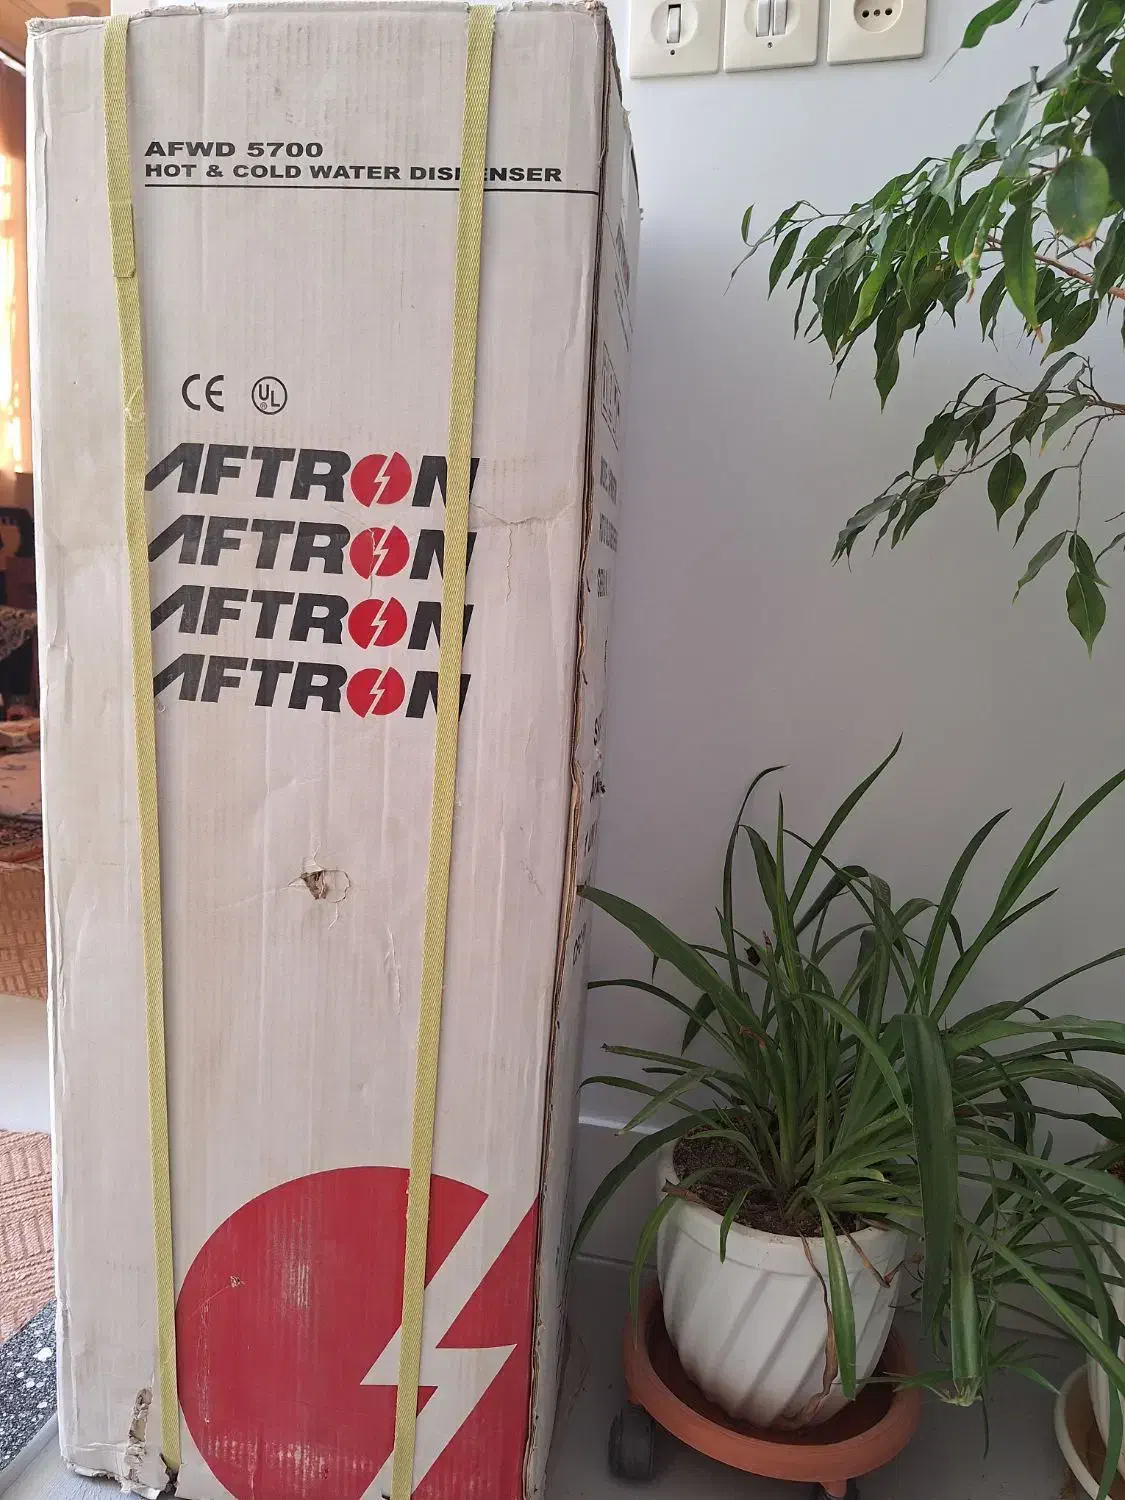 AFWD 5700
HOT & COLD WATER DISPENSER
CE UL
AFTRON
AFTRON
AFTRON
AFTRON